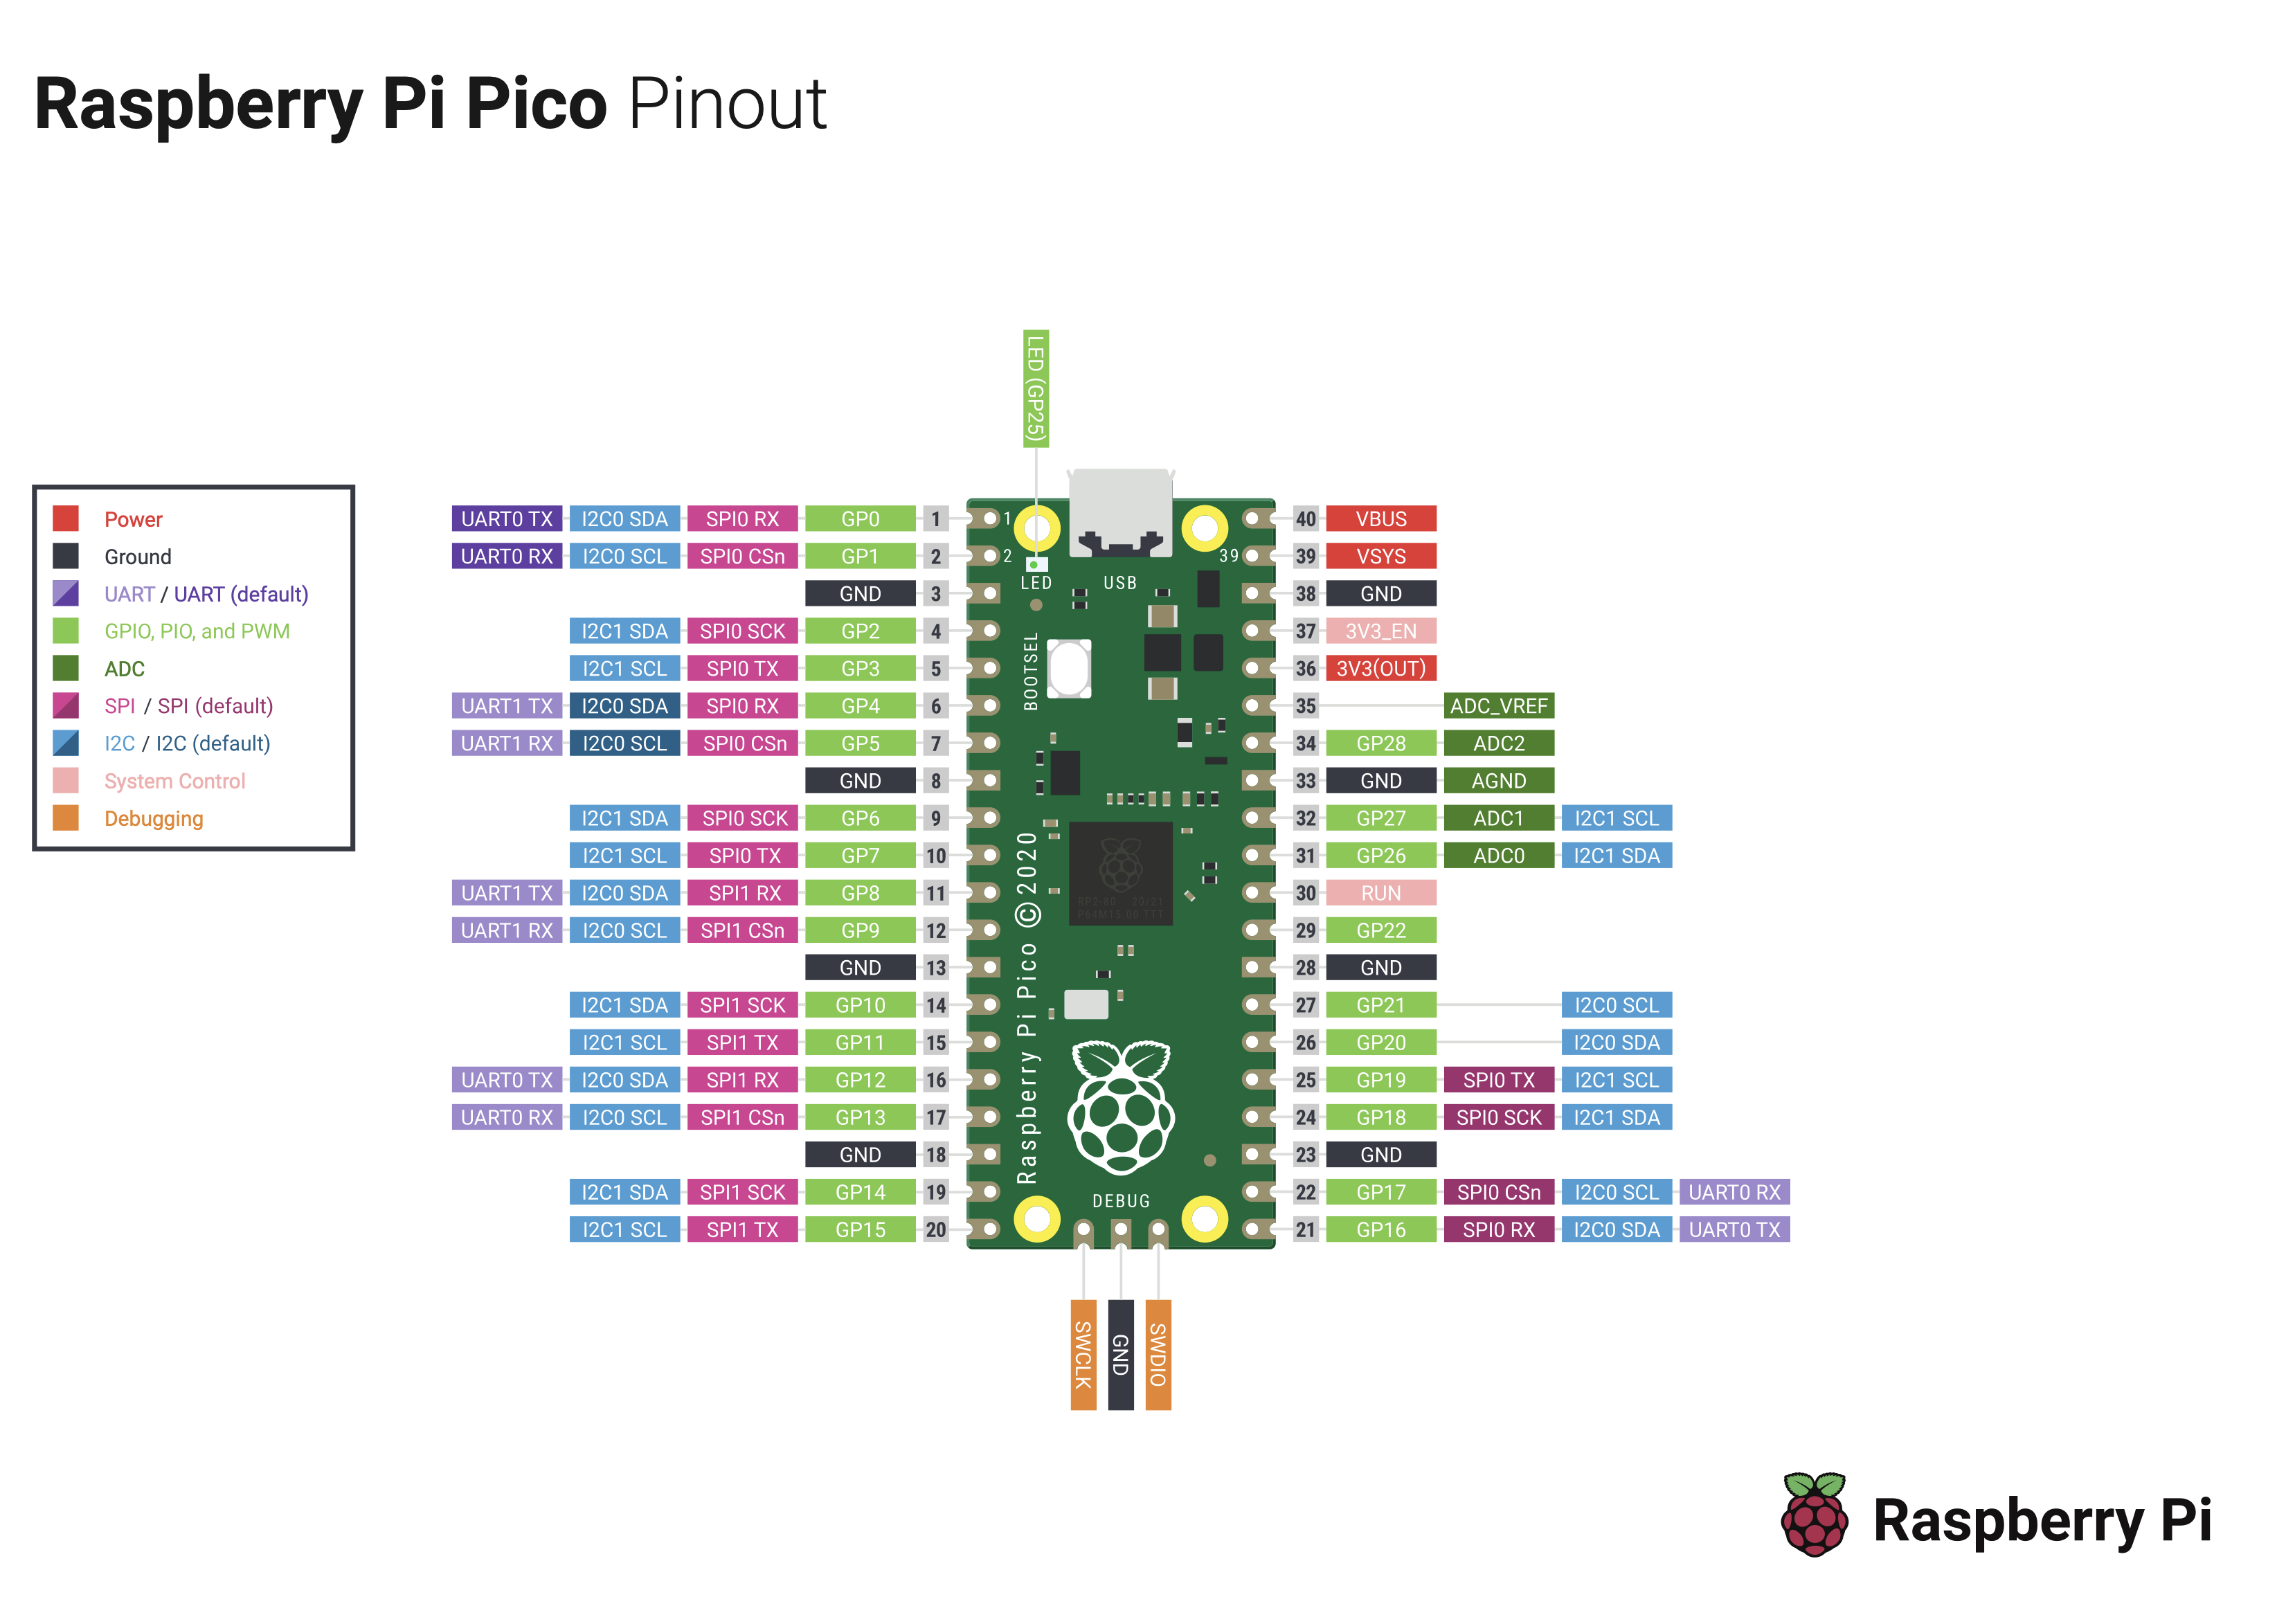 Raspberry Pi Pico Pinout
LED (GP25)
Power
Ground
UART / UART (default)
GPIO, PIO, and PWM
ADC
SPI / SPI (default)
I2C / I2C (default)
System Control
Debugging
UART0 TX I2C0 SDA SPI0 RX GP0 1
UART0 RX I2C0 SCL SPI0 CSn GP1 2
GND 3
I2C1 SDA SPI0 SCK GP2 4
I2C1 SCL SPI0 TX GP3 5
UART1 TX I2C0 SDA SPI0 RX GP4 6
UART1 RX I2C0 SCL SPI0 CSn GP5 7
GND 8
I2C1 SDA SPI0 SCK GP6 9
I2C1 SCL SPI0 TX GP7 10
UART1 TX I2C0 SDA SPI1 RX GP8 11
UART1 RX I2C0 SCL SPI1 CSn GP9 12
GND 13
I2C1 SDA SPI1 SCK GP10 14
I2C1 SCL SPI1 TX GP11 15
UART0 TX I2C0 SDA SPI1 RX GP12 16
UART0 RX I2C0 SCL SPI1 CSn GP13 17
GND 18
I2C1 SDA SPI1 SCK GP14 19
I2C1 SCL SPI1 TX GP15 20
1
2
39
LED
USB
BOOTSEL
Raspberry Pi Pico ©2020
DEBUG
40 VBUS
39 VSYS
38 GND
37 3V3_EN
36 3V3(OUT)
35 ADC_VREF
34 GP28 ADC2
33 GND AGND
32 GP27 ADC1 I2C1 SCL
31 GP26 ADC0 I2C1 SDA
30 RUN
29 GP22
28 GND
27 GP21 I2C0 SCL
26 GP20 I2C0 SDA
25 GP19 SPI0 TX I2C1 SCL
24 GP18 SPI0 SCK I2C1 SDA
23 GND
22 GP17 SPI0 CSn I2C0 SCL UART0 RX
21 GP16 SPI0 RX I2C0 SDA UART0 TX
SWCLK
GND
SWDIO
Raspberry Pi